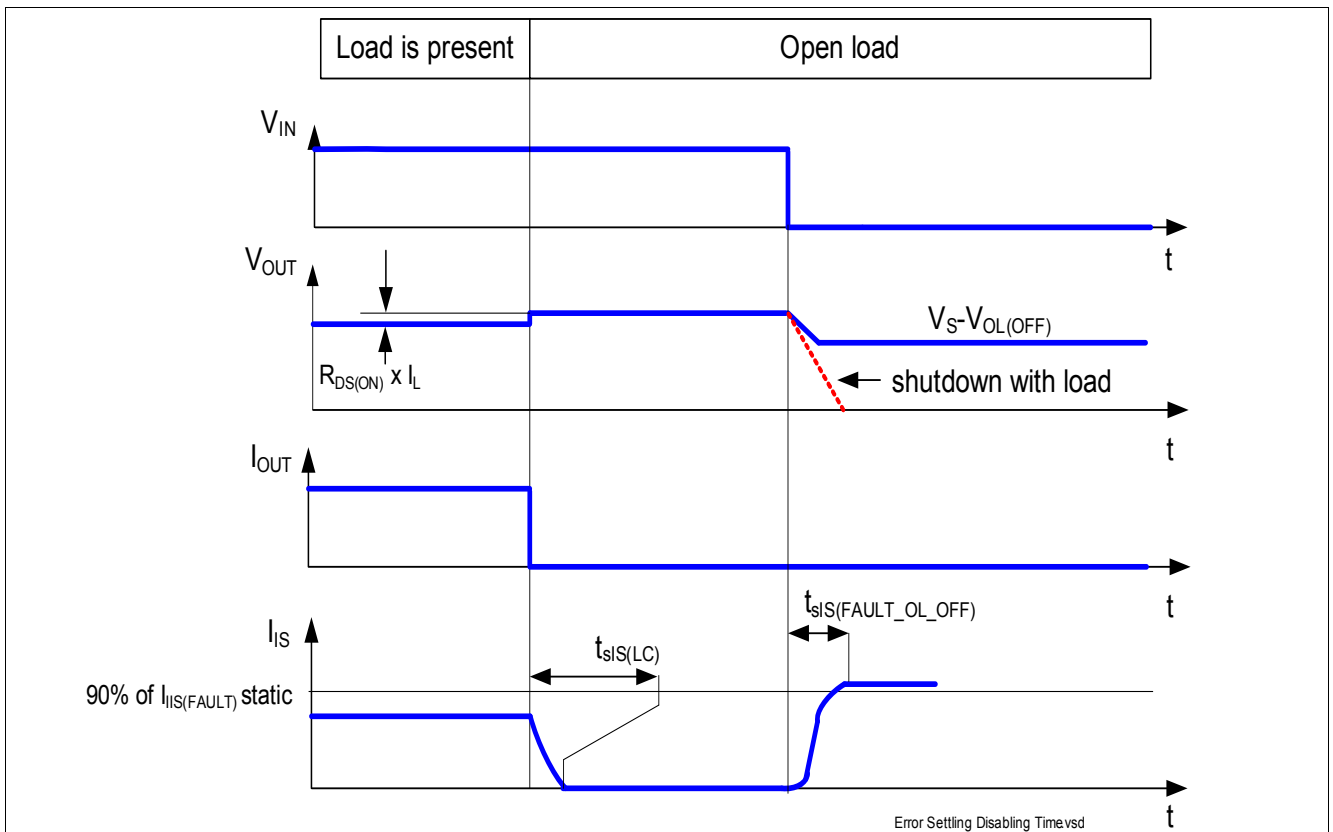 Load is present
Open load
VIN
t
VOUT
VS-VOL(OFF)
RDS(ON) x IL
shutdown with load
t
IOUT
t
tsIS(FAULT_OL_OFF)
IIS
tsIS(LC)
90% of IIIS(FAULT) static
t
Error Settling Disabling Time.vsd